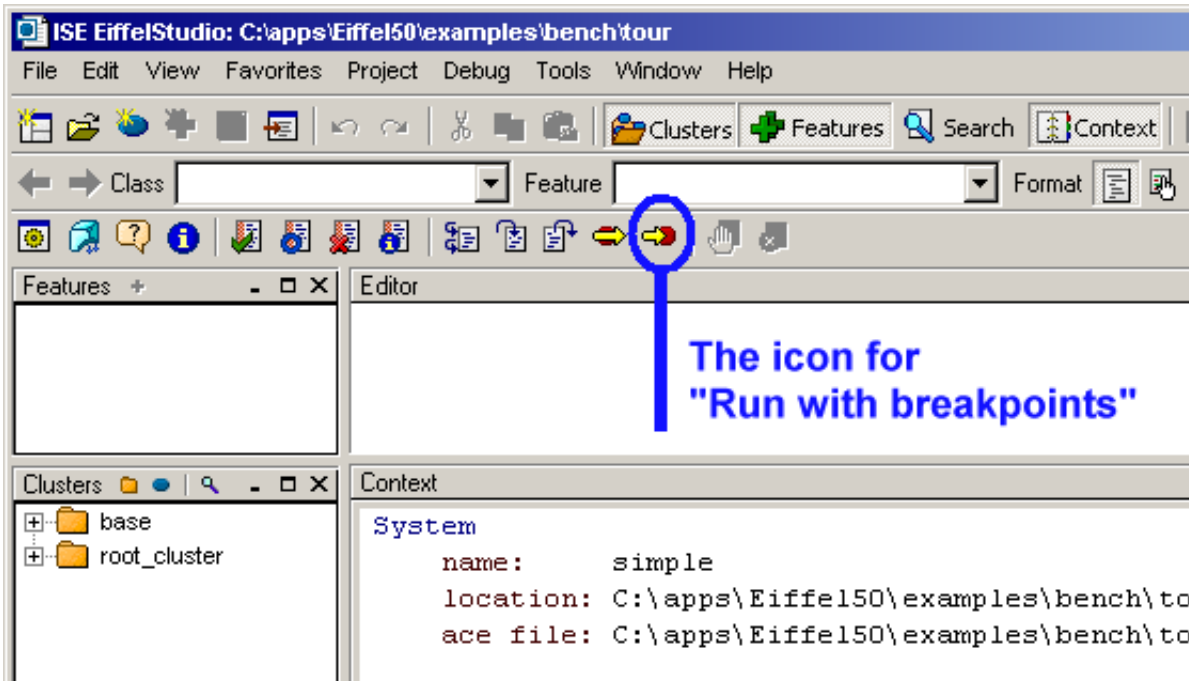 ISE EiffelStudio: C:\apps\Eiffel50\examples\bench\tour
File Edit View Favorites Project Debug Tools Window Help
Clusters Features Search Context
Class Feature Format
Features Editor
The icon for
"Run with breakpoints"
Clusters Context
base
root_cluster
System
name: simple
location: C:\apps\Eiffel50\examples\bench\to
ace file: C:\apps\Eiffel50\examples\bench\to